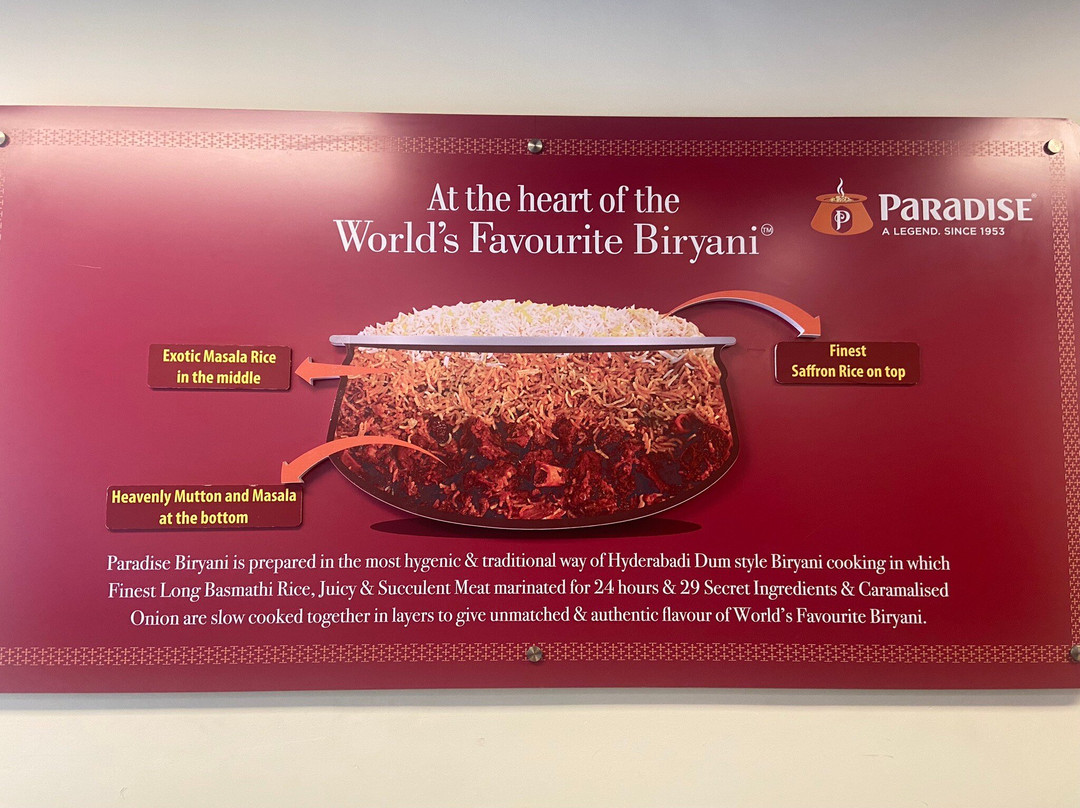 At the heart of the
World's Favourite Biryani™
P
PARADISE®
A LEGEND. SINCE 1953
Exotic Masala Rice
in the middle
Finest
Saffron Rice on top
Heavenly Mutton and Masala
at the bottom
Paradise Biryani is prepared in the most hygenic & traditional way of Hyderabadi Dum style Biryani cooking in which
Finest Long Basmathi Rice, Juicy & Succulent Meat marinated for 24 hours & 29 Secret Ingredients & Caramalised
Onion are slow cooked together in layers to give unmatched & authentic flavour of World's Favourite Biryani.